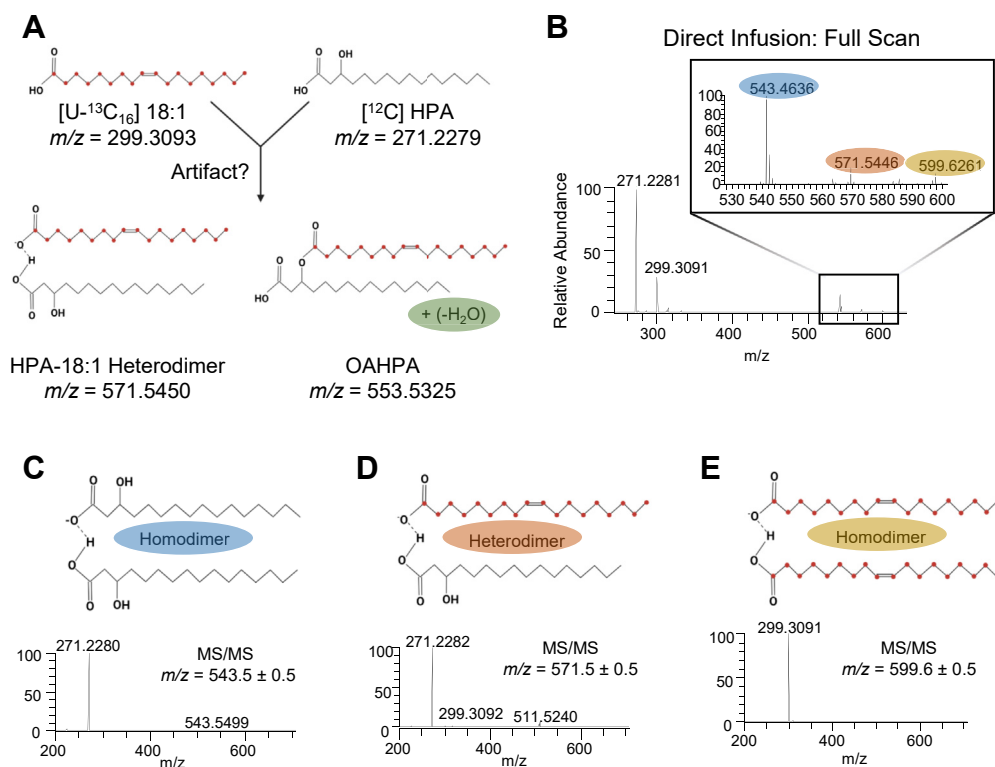 A
O
HO
[U-¹³C₁₆] 18:1
m/z = 299.3093
O
OH
HO
[¹²C] HPA
m/z = 271.2279
Artifact?
O
-O
H
O
O
OH
HPA-18:1 Heterodimer
m/z = 571.5450
O
O
O
HO
+ (-H₂O)
OAHPA
m/z = 553.5325
B
Direct Infusion: Full Scan
543.4636
571.5446
599.6261
100
80
60
40
20
0
530 540 550 560 570 580 590 600
Relative Abundance
100
50
0
271.2281
299.3091
300 400 500 600
m/z
C
O
OH
-O
H
O
O
OH
Homodimer
271.2280
MS/MS
m/z = 543.5 ± 0.5
543.5499
100
50
0
200 400 600
m/z
D
O
-O
H
O
O
OH
Heterodimer
271.2282
MS/MS
m/z = 571.5 ± 0.5
299.3092
511.5240
100
50
0
200 400 600
m/z
E
O
-O
H
O
O
Homodimer
299.3091
MS/MS
m/z = 599.6 ± 0.5
100
50
0
200 400 600
m/z